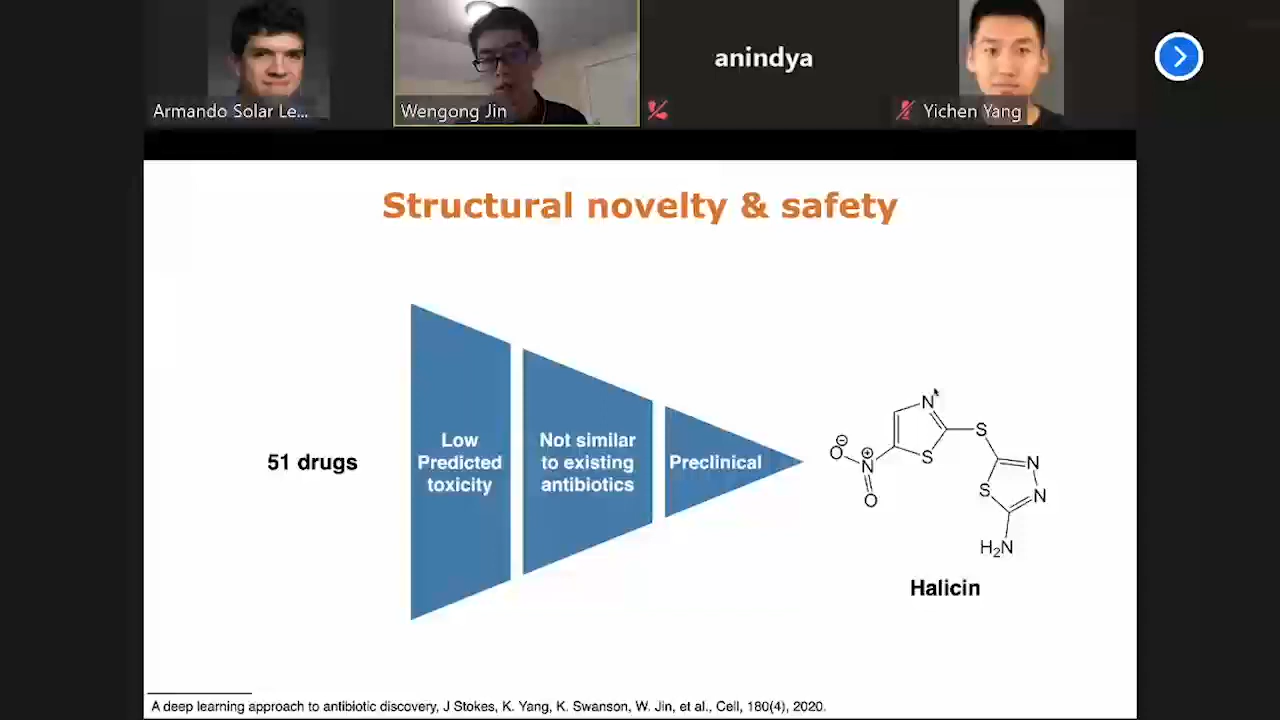 Armando Solar Le...
Wengong Jin
anindya
Yichen Yang
Structural novelty & safety
51 drugs
Low
Predicted
toxicity
Not similar
to existing
antibiotics
Preclinical
N
S
S
⊖
O
⊕
N
O
N
S
N
H₂N
Halicin
A deep learning approach to antibiotic discovery, J Stokes, K. Yang, K. Swanson, W. Jin, et al., Cell, 180(4), 2020.